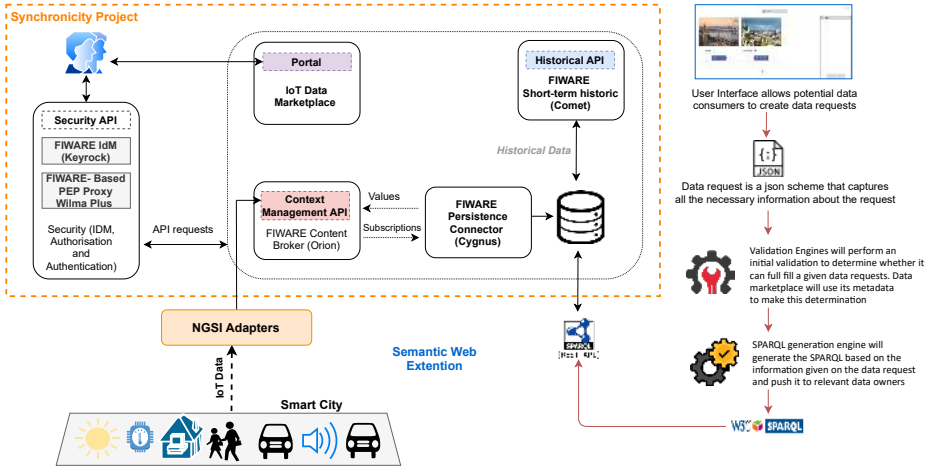 Synchronicity Project
Portal
IoT Data
Marketplace
Historical API
FIWARE
Short-term historic
(Comet)
Security API
FIWARE IdM
(Keyrock)
FIWARE- Based
PEP Proxy
Wilma Plus
Security (IDM,
Authorisation
and
Authentication)
API requests
Historical Data
Context
Management API
FIWARE Content
Broker (Orion)
Values
Subscriptions
FIWARE
Persistence
Connector
(Cygnus)
NGSI Adapters
IoT Data
Smart City
Semantic Web
Extention
SPARQL
User Interface allows potential data
consumers to create data requests
{:}
JSON
Data request is a json scheme that captures
all the necessary information about the request
Validation Engines will perform an
initial validation to determine whether it
can full fill a given data requests. Data
marketplace will use its metadata
to make this determination
SPARQL generation engine will
generate the SPARQL based on the
information given on the data request
and push it to relevant data owners
W3C SPARQL